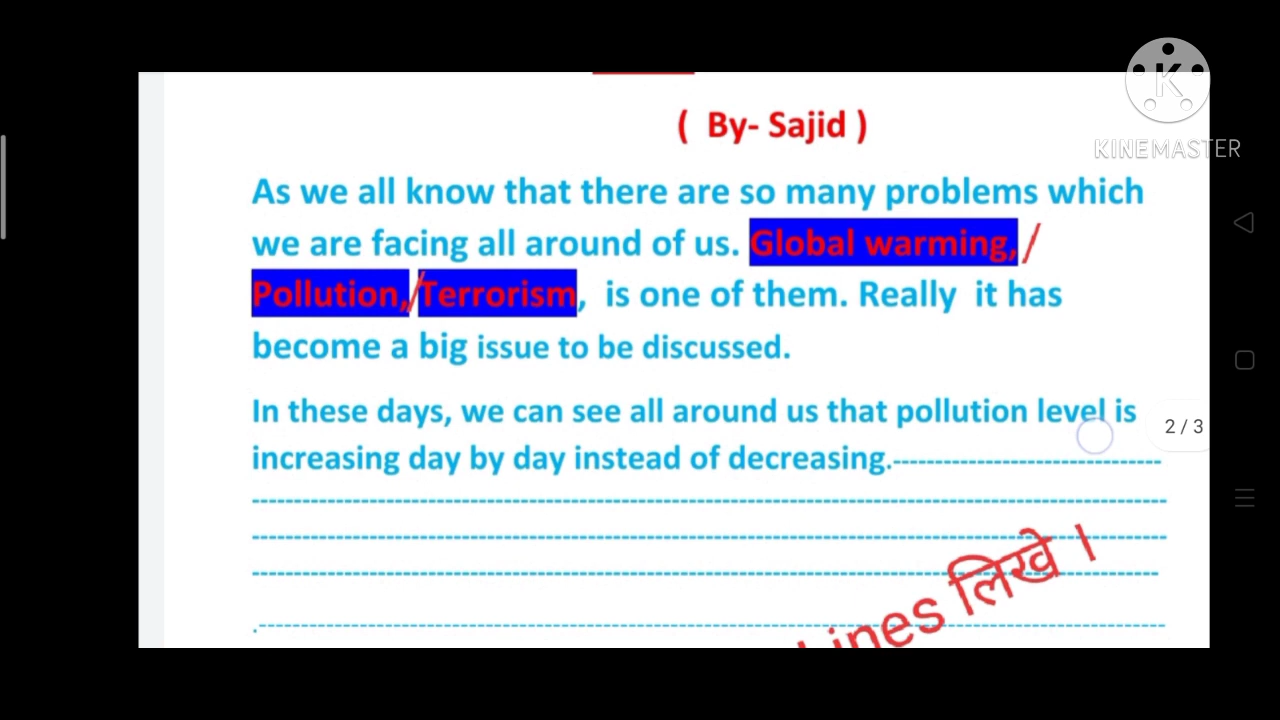 K
KINEMASTER
( By- Sajid )
As we all know that there are so many problems which
we are facing all around of us. Global warming, /
Pollution,/Terrorism,  is one of them. Really  it has
become a big issue to be discussed.
In these days, we can see all around us that pollution level is
2 / 3
increasing day by day instead of decreasing.-------------------------------
--------------------------------------------------------------------------------------------
--------------------------------------------------------------------------------------------
-------------------------------------------------------------------------------------------
.-------------------------------------------------------------------------------------------
Lines लिखे ।